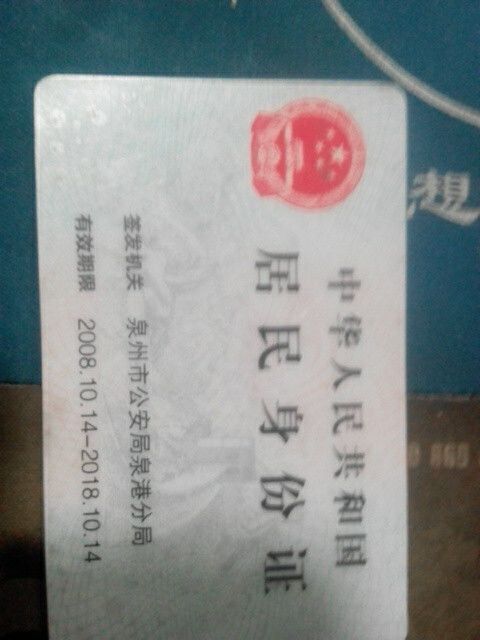 中华人民共和国
居民身份证
签发机关 泉州市公安局泉港分局
有效期限 2008.10.14-2018.10.14
想